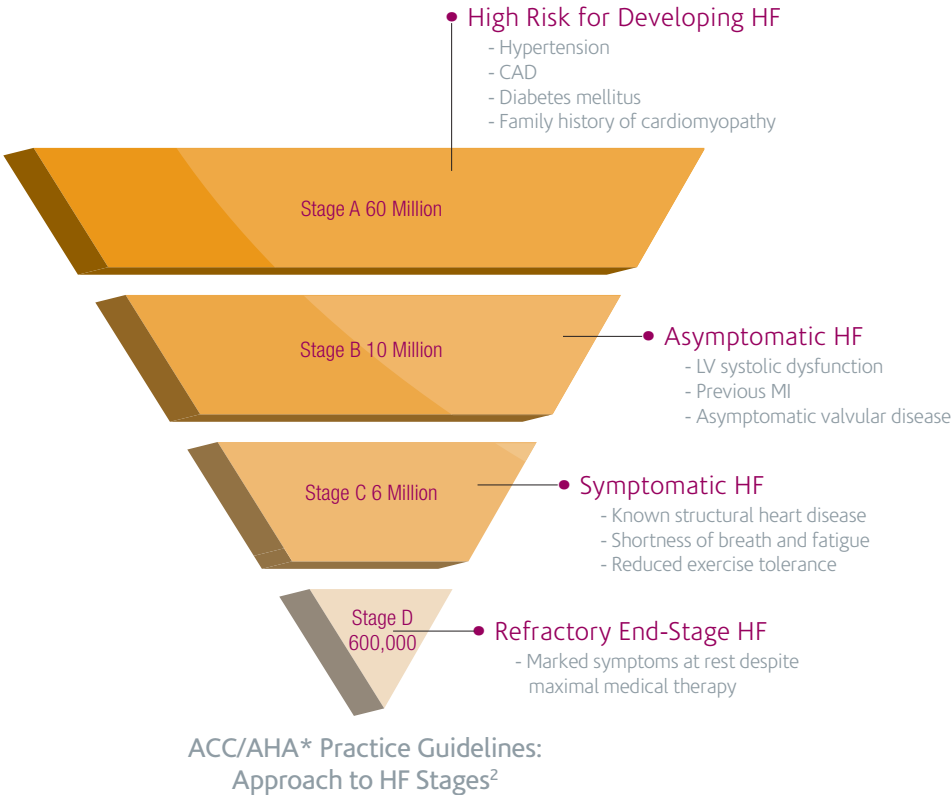 High Risk for Developing HF
- Hypertension
- CAD
- Diabetes mellitus
- Family history of cardiomyopathy
Stage A 60 Million
Stage B 10 Million
Asymptomatic HF
- LV systolic dysfunction
- Previous MI
- Asymptomatic valvular disease
Stage C 6 Million
Symptomatic HF
- Known structural heart disease
- Shortness of breath and fatigue
- Reduced exercise tolerance
Stage D
600,000
Refractory End-Stage HF
- Marked symptoms at rest despite
maximal medical therapy
ACC/AHA* Practice Guidelines:
Approach to HF Stages²